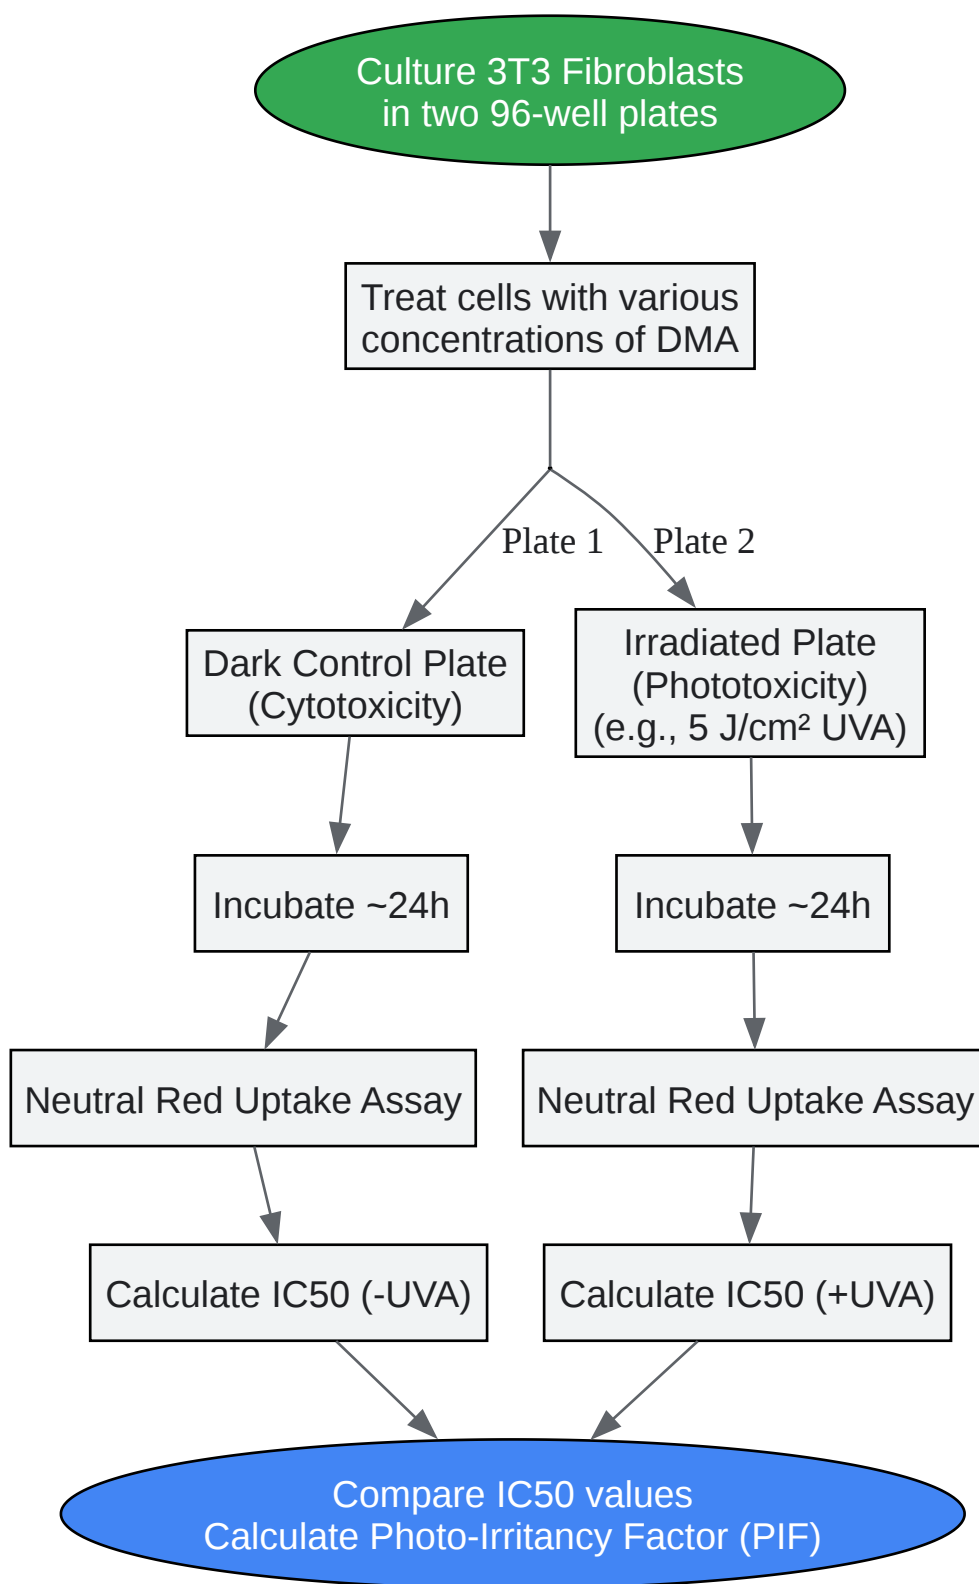 Culture 3T3 Fibroblasts
in two 96-well plates
Treat cells with various
concentrations of DMA
Plate 1
Plate 2
Dark Control Plate
(Cytotoxicity)
Irradiated Plate
(Phototoxicity)
(e.g., 5 J/cm² UVA)
Incubate ~24h
Incubate ~24h
Neutral Red Uptake Assay
Neutral Red Uptake Assay
Calculate IC50 (-UVA)
Calculate IC50 (+UVA)
Compare IC50 values
Calculate Photo-Irritancy Factor (PIF)